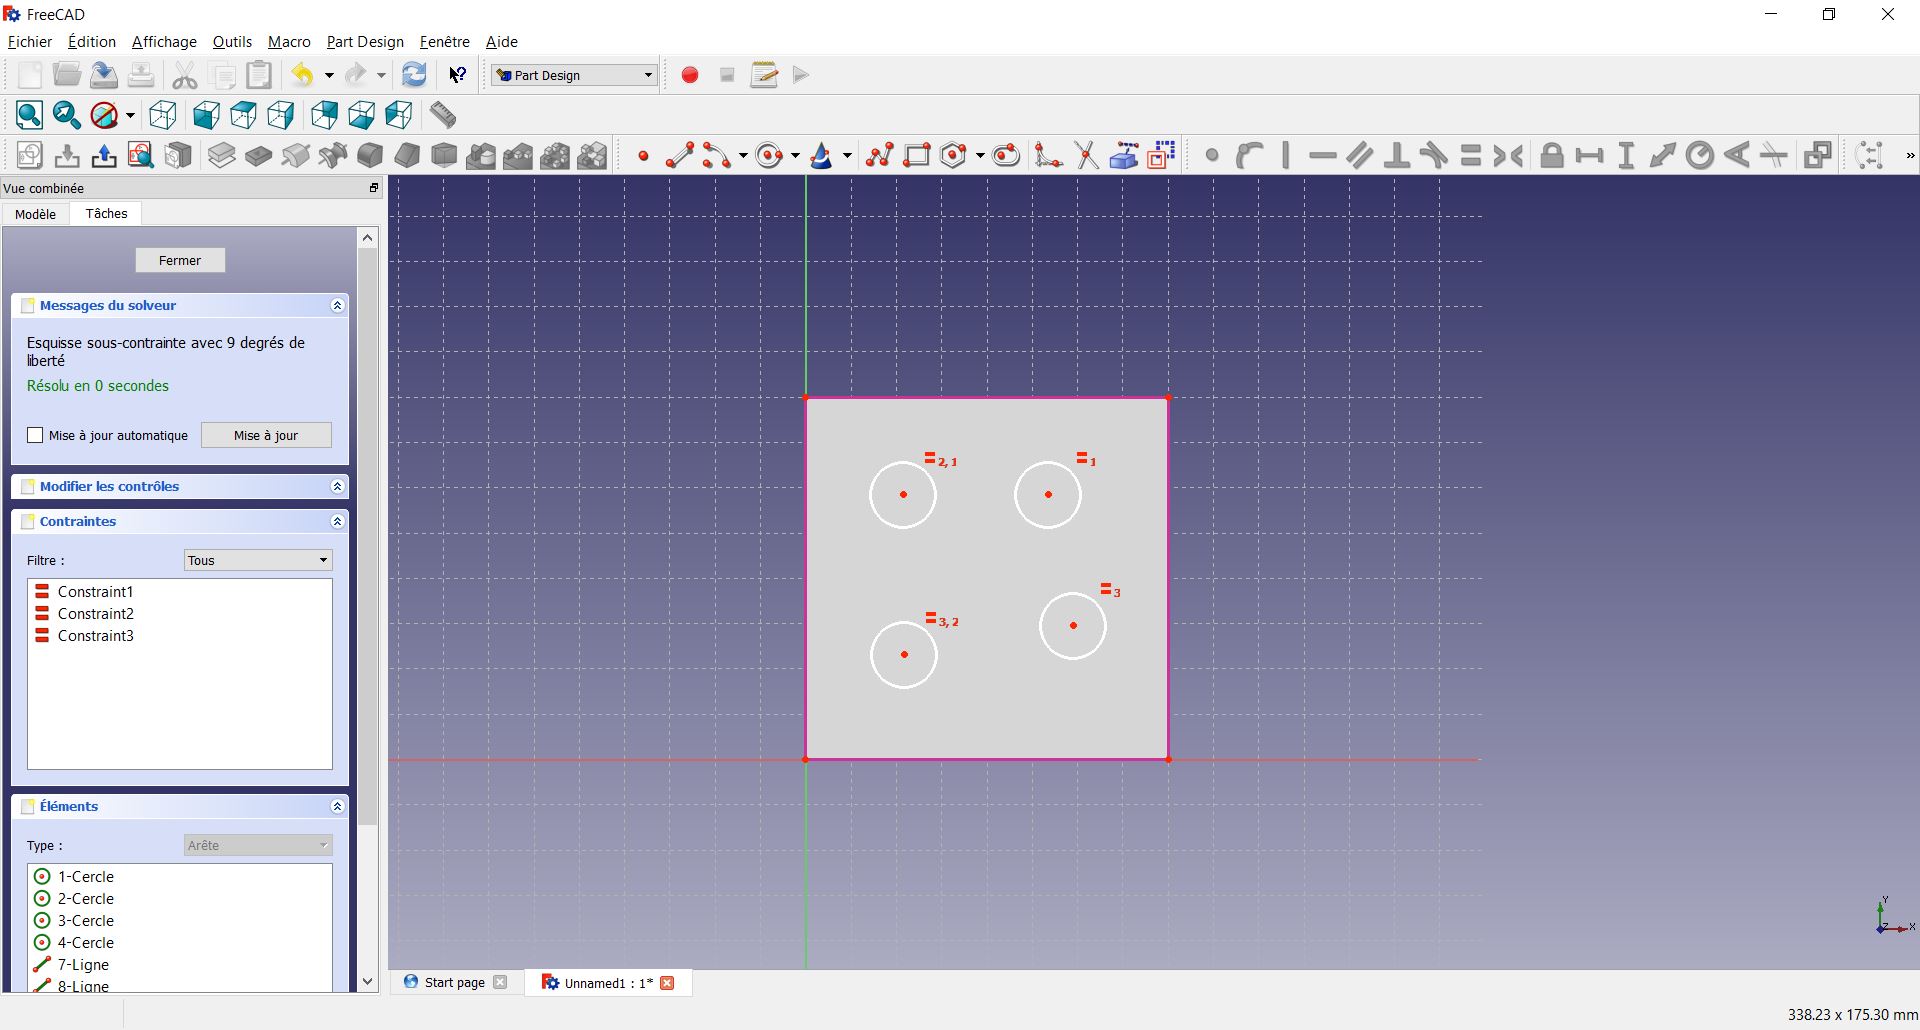 FreeCAD
Fichier Édition Affichage Outils Macro Part Design Fenêtre Aide
Part Design
»
Vue combinée
Modèle Tâches
Fermer
Messages du solveur
Esquisse sous-contrainte avec 9 degrés de
liberté
Résolu en 0 secondes
Mise à jour automatique Mise à jour
Modifier les contrôles
Contraintes
Filtre : Tous
Constraint1
Constraint2
Constraint3
Éléments
Type : Arête
1-Cercle
2-Cercle
3-Cercle
4-Cercle
7-Ligne
8-Ligne
2, 1
1
3
3, 2
Y
Z X
Start page Unnamed1 : 1*
338.23 x 175.30 mm